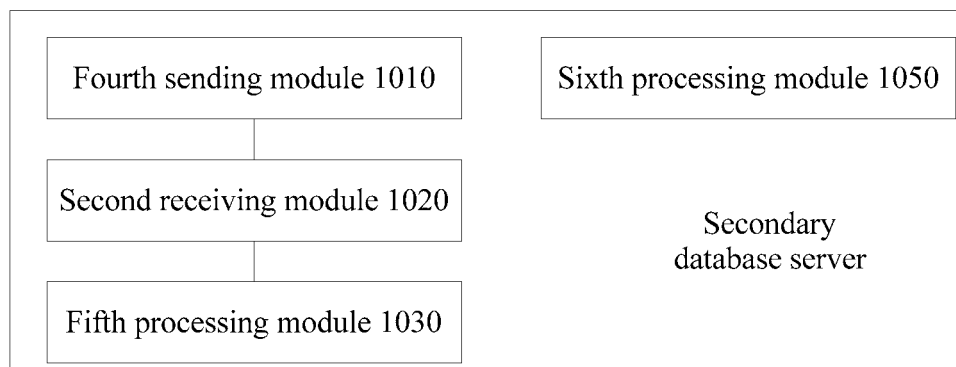 Fourth sending module 1010
Sixth processing module 1050
Second receiving module 1020
Secondary
database server
Fifth processing module 1030